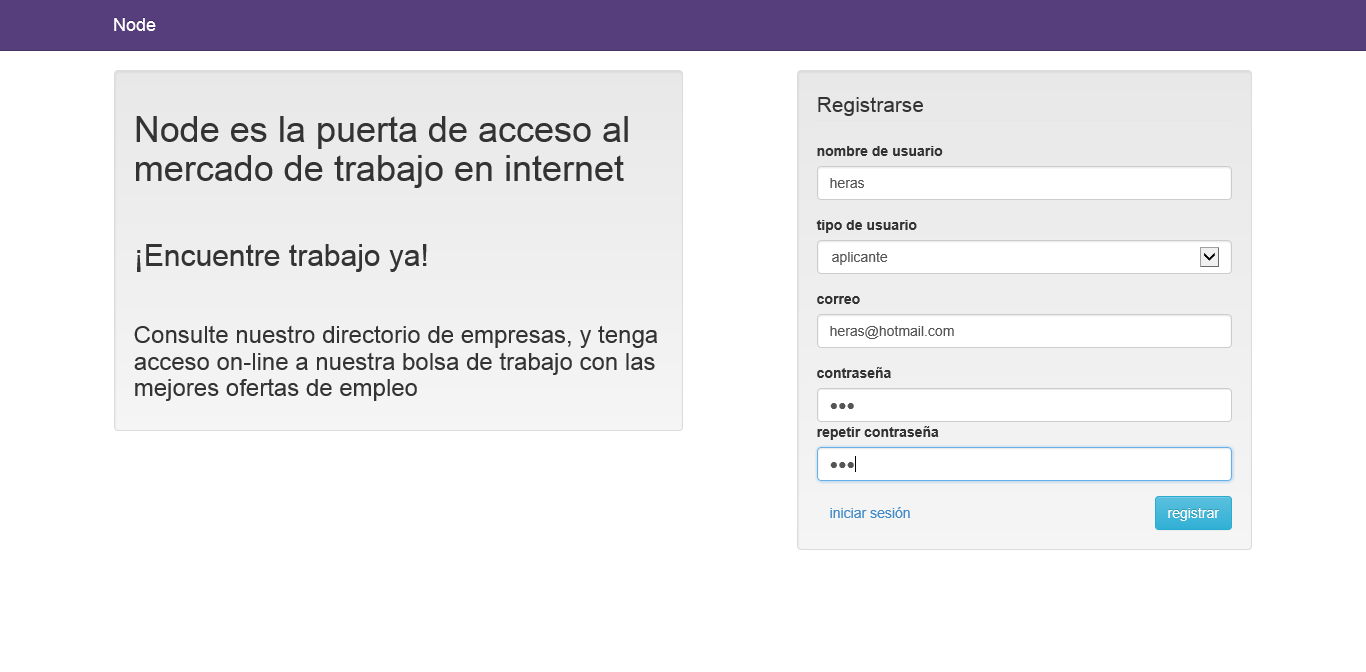 Node
Node es la puerta de acceso al
mercado de trabajo en internet
¡Encuentre trabajo ya!
Consulte nuestro directorio de empresas, y tenga
acceso on-line a nuestra bolsa de trabajo con las
mejores ofertas de empleo
Registrarse
nombre de usuario
heras
tipo de usuario
aplicante
correo
heras@hotmail.com
contraseña
●●●
repetir contraseña
●●●
iniciar sesión
registrar